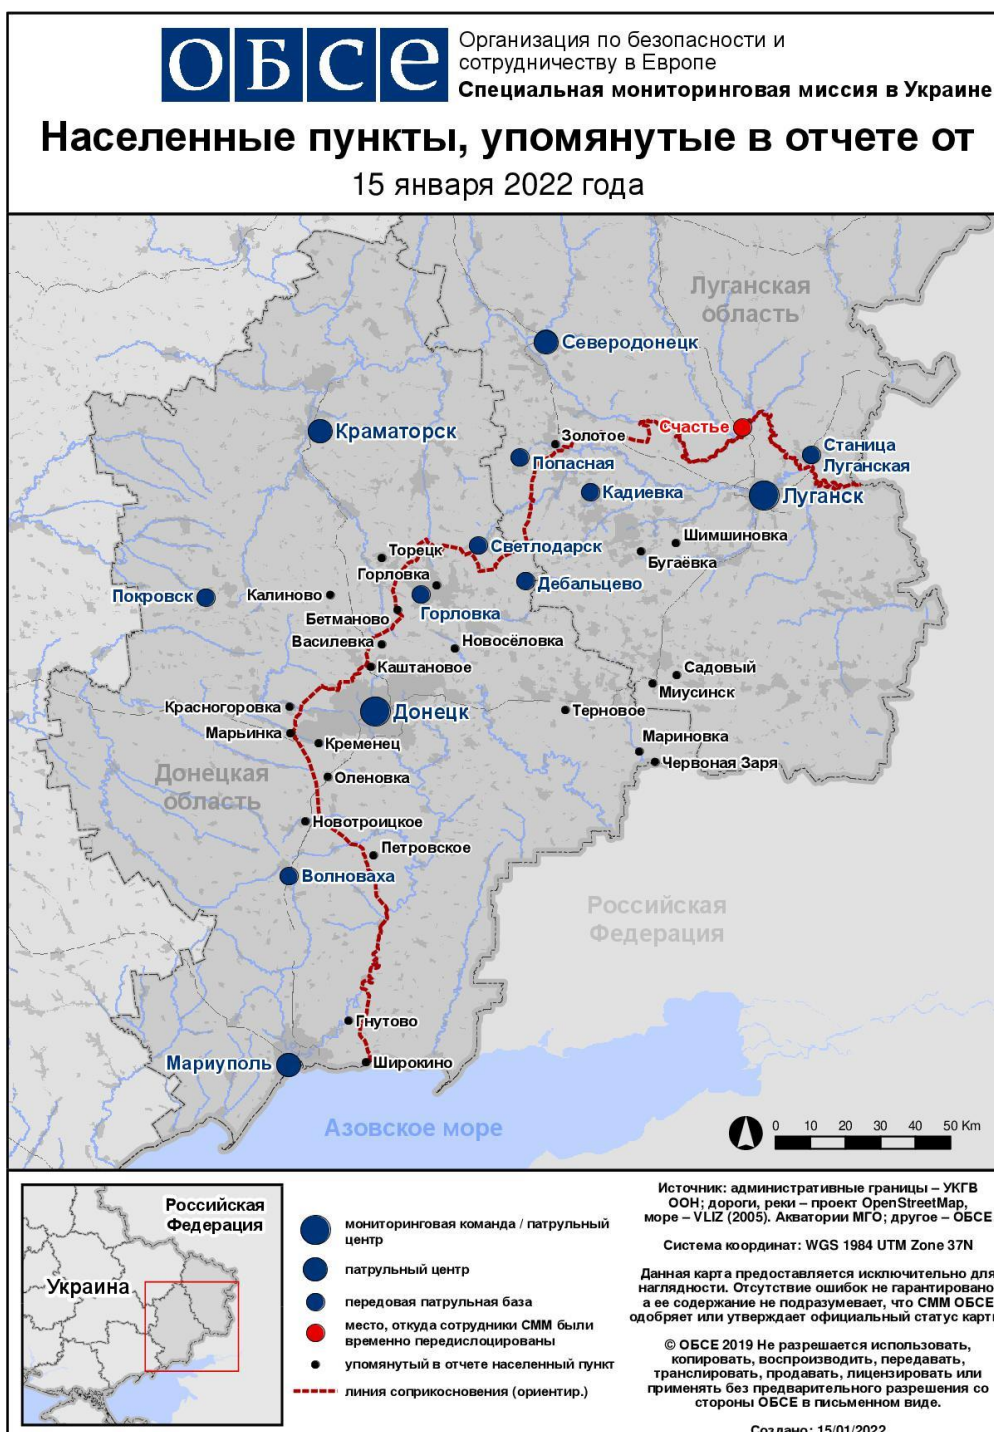 ОБСЕ
Организация по безопасности и
сотрудничеству в Европе
Специальная мониторинговая миссия в Украине
Населенные пункты, упомянутые в отчете от
15 января 2022 года
Луганская
область
Северодонецк
Краматорск
Золотое
Счастье
Станица
Луганская
Попасная
Кадиевка
Луганск
Шимшиновка
Бугаёвка
Светлодарск
Торецк
Горловка
Дебальцево
Покровск
Калиново
Горловка
Бетманово
Василевка
Новосёловка
Каштановое
Садовый
Миусинск
Красногоровка
Донецк
Терновое
Марьинка
Кременец
Мариновка
Червоная Заря
Донецкая
область
Оленовка
Новотроицкое
Петровское
Волноваха
Российская
Федерация
Гнутово
Мариуполь
Широкино
Азовское море
0 10 20 30 40 50 Km
Российская
Федерация
Украина
мониторинговая команда / патрульный
центр
патрульный центр
передовая патрульная база
место, откуда сотрудники СММ были
временно передислоцированы
упомянутый в отчете населенный пункт
линия соприкосновения (ориентир.)
Источник: административные границы – УКГВ
ООН; дороги, реки – проект OpenStreetMap,
море – VLIZ (2005). Акватории МГО; другое – ОБСЕ
Система координат: WGS 1984 UTM Zone 37N
Данная карта предоставляется исключительно для
наглядности. Отсутствие ошибок не гарантировано
а ее содержание не подразумевает, что СММ ОБСЕ
одобряет или утверждает официальный статус карт
© ОБСЕ 2019 Не разрешается использовать,
копировать, воспроизводить, передавать,
транслировать, продавать, лицензировать или
применять без предварительного разрешения со
стороны ОБСЕ в письменном виде.
Создано: 15/01/2022